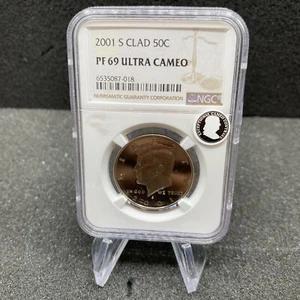 2001 S CLAD 50C
PF 69 ULTRA CAMEO
6535087-018
NGC
NUMISMATIC GUARANTY CORPORATION
IN GOD WE TRUST